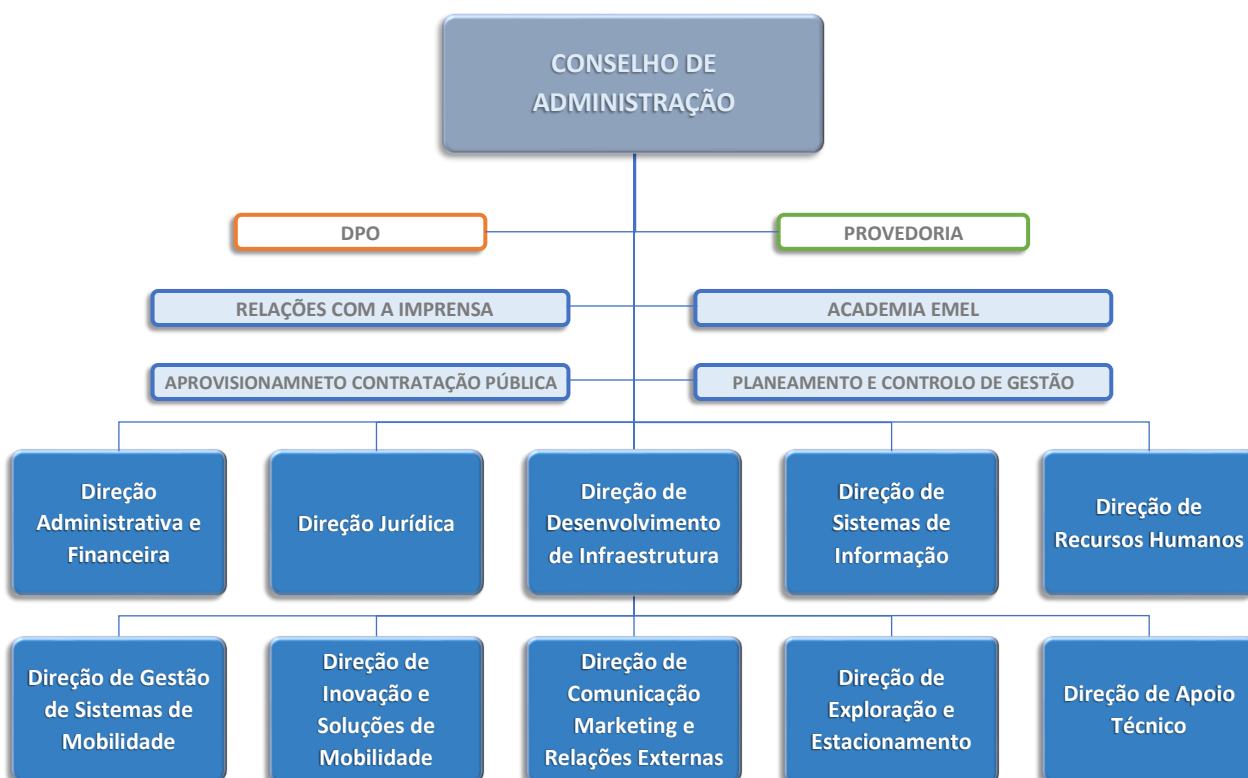 CONSELHO DE
ADMINISTRAÇÃO
DPO
PROVEDORIA
RELAÇÕES COM A IMPRENSA
ACADEMIA EMEL
APROVISIONAMNETO CONTRATAÇÃO PÚBLICA
PLANEAMENTO E CONTROLO DE GESTÃO
Direção
Administrativa e
Financeira
Direção Jurídica
Direção de
Desenvolvimento
de Infraestrutura
Direção de
Sistemas de
Informação
Direção de
Recursos Humanos
Direção de Gestão
de Sistemas de
Mobilidade
Direção de
Inovação e
Soluções de
Mobilidade
Direção de
Comunicação
Marketing e
Relações Externas
Direção de
Exploração e
Estacionamento
Direção de Apoio
Técnico